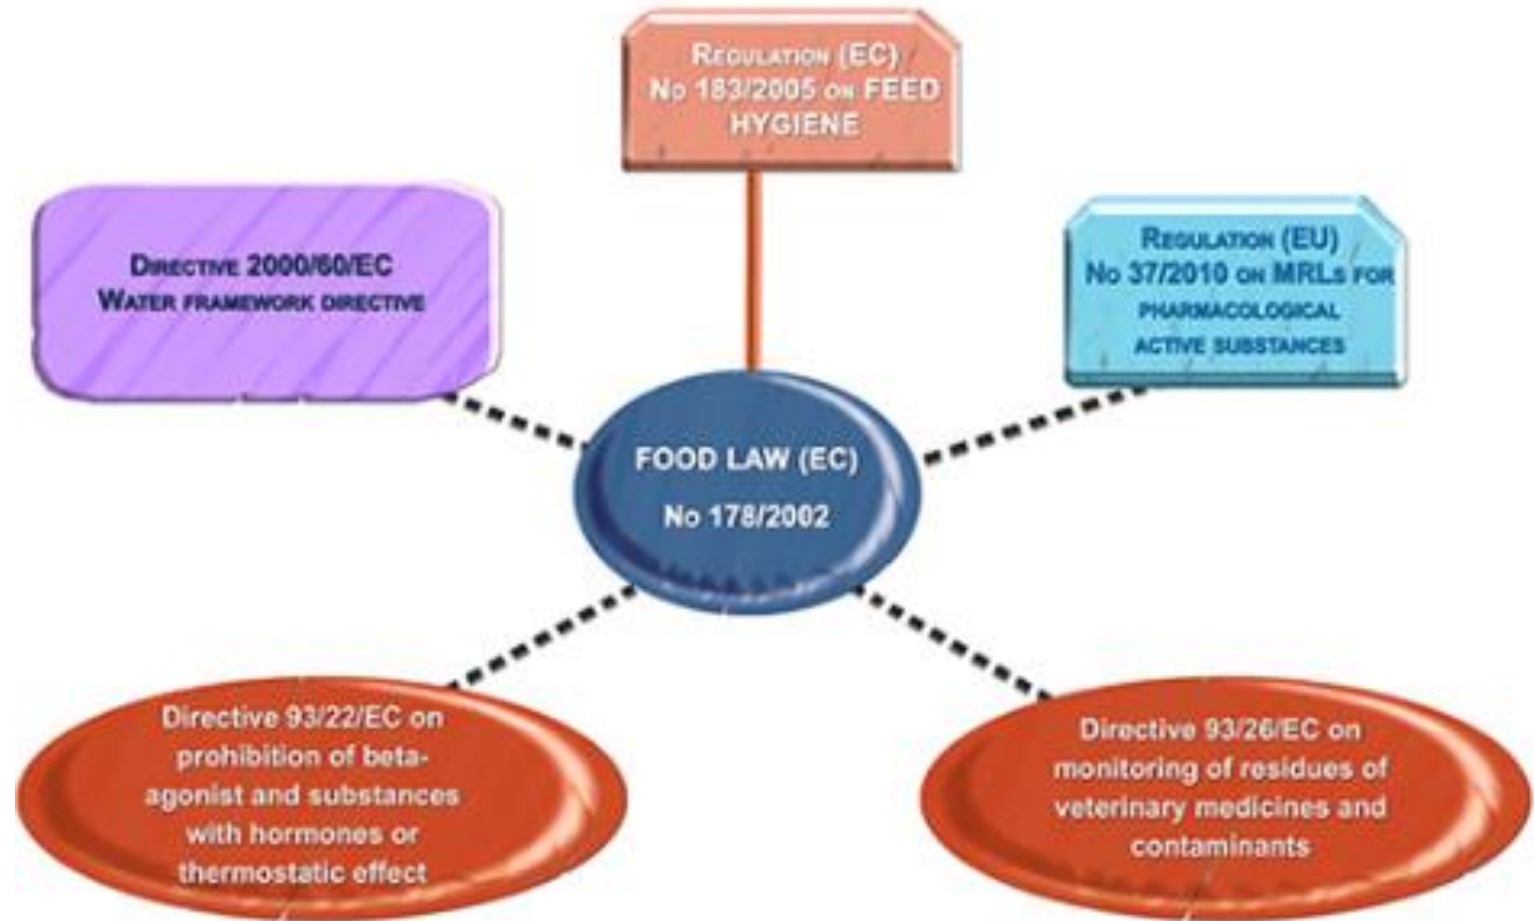 REGULATION (EC)
No 183/2005 ON FEED
HYGIENE
DIRECTIVE 2000/60/EC
WATER FRAMEWORK DIRECTIVE
REGULATION (EU)
No 37/2010 ON MRLs FOR
PHARMACOLOGICAL
ACTIVE SUBSTANCES
FOOD LAW (EC)
No 178/2002
Directive 93/22/EC on
prohibition of beta-
agonist and substances
with hormones or
thermostatic effect
Directive 93/26/EC on
monitoring of residues of
veterinary medicines and
contaminants